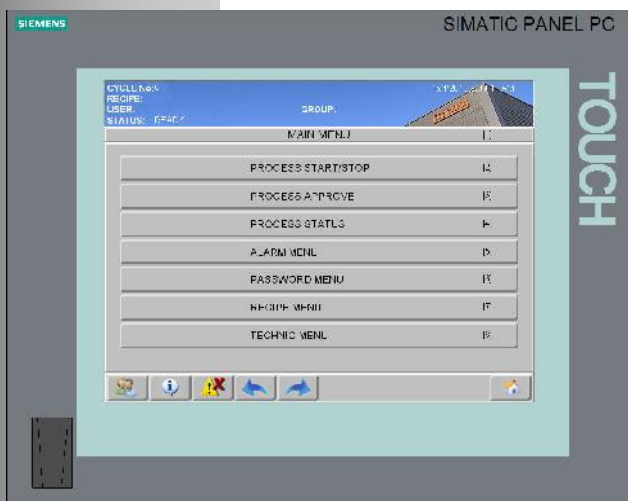 SIEMENS
SIMATIC PANEL PC
TOUCH
CYCLE No:
RECIPE:
USER: GROUP:
STATUS: READY
MAIN MENU
PROCESS START/STOP
PROCESS APPROVE
PROCESS STATUS
ALARM MENU
PASSWORD MENU
RECIPE MENU
TECHNIC MENU